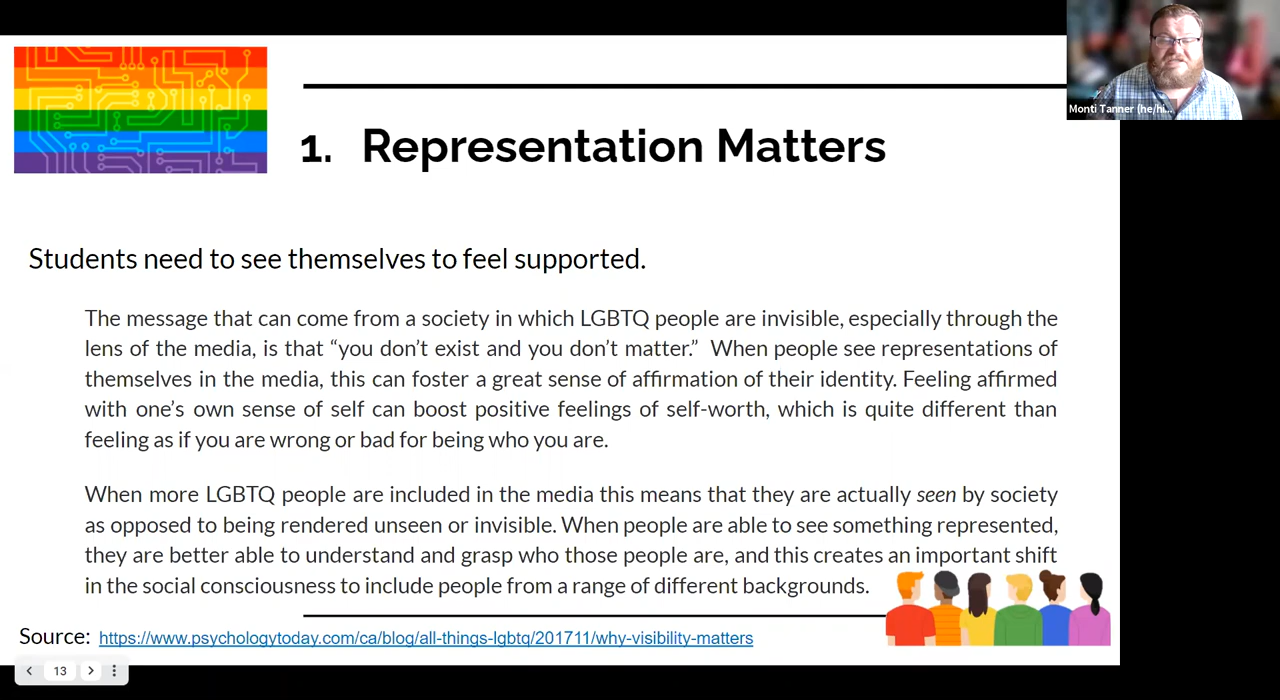 Monti Tanner (he/hi...
1. Representation Matters
Students need to see themselves to feel supported.
The message that can come from a society in which LGBTQ people are invisible, especially through the
lens of the media, is that “you don’t exist and you don’t matter.” When people see representations of
themselves in the media, this can foster a great sense of affirmation of their identity. Feeling affirmed
with one’s own sense of self can boost positive feelings of self-worth, which is quite different than
feeling as if you are wrong or bad for being who you are.
When more LGBTQ people are included in the media this means that they are actually seen by society
as opposed to being rendered unseen or invisible. When people are able to see something represented,
they are better able to understand and grasp who those people are, and this creates an important shift
in the social consciousness to include people from a range of different backgrounds.
Source: https://www.psychologytoday.com/ca/blog/all-things-lgbtq/201711/why-visibility-matters
13